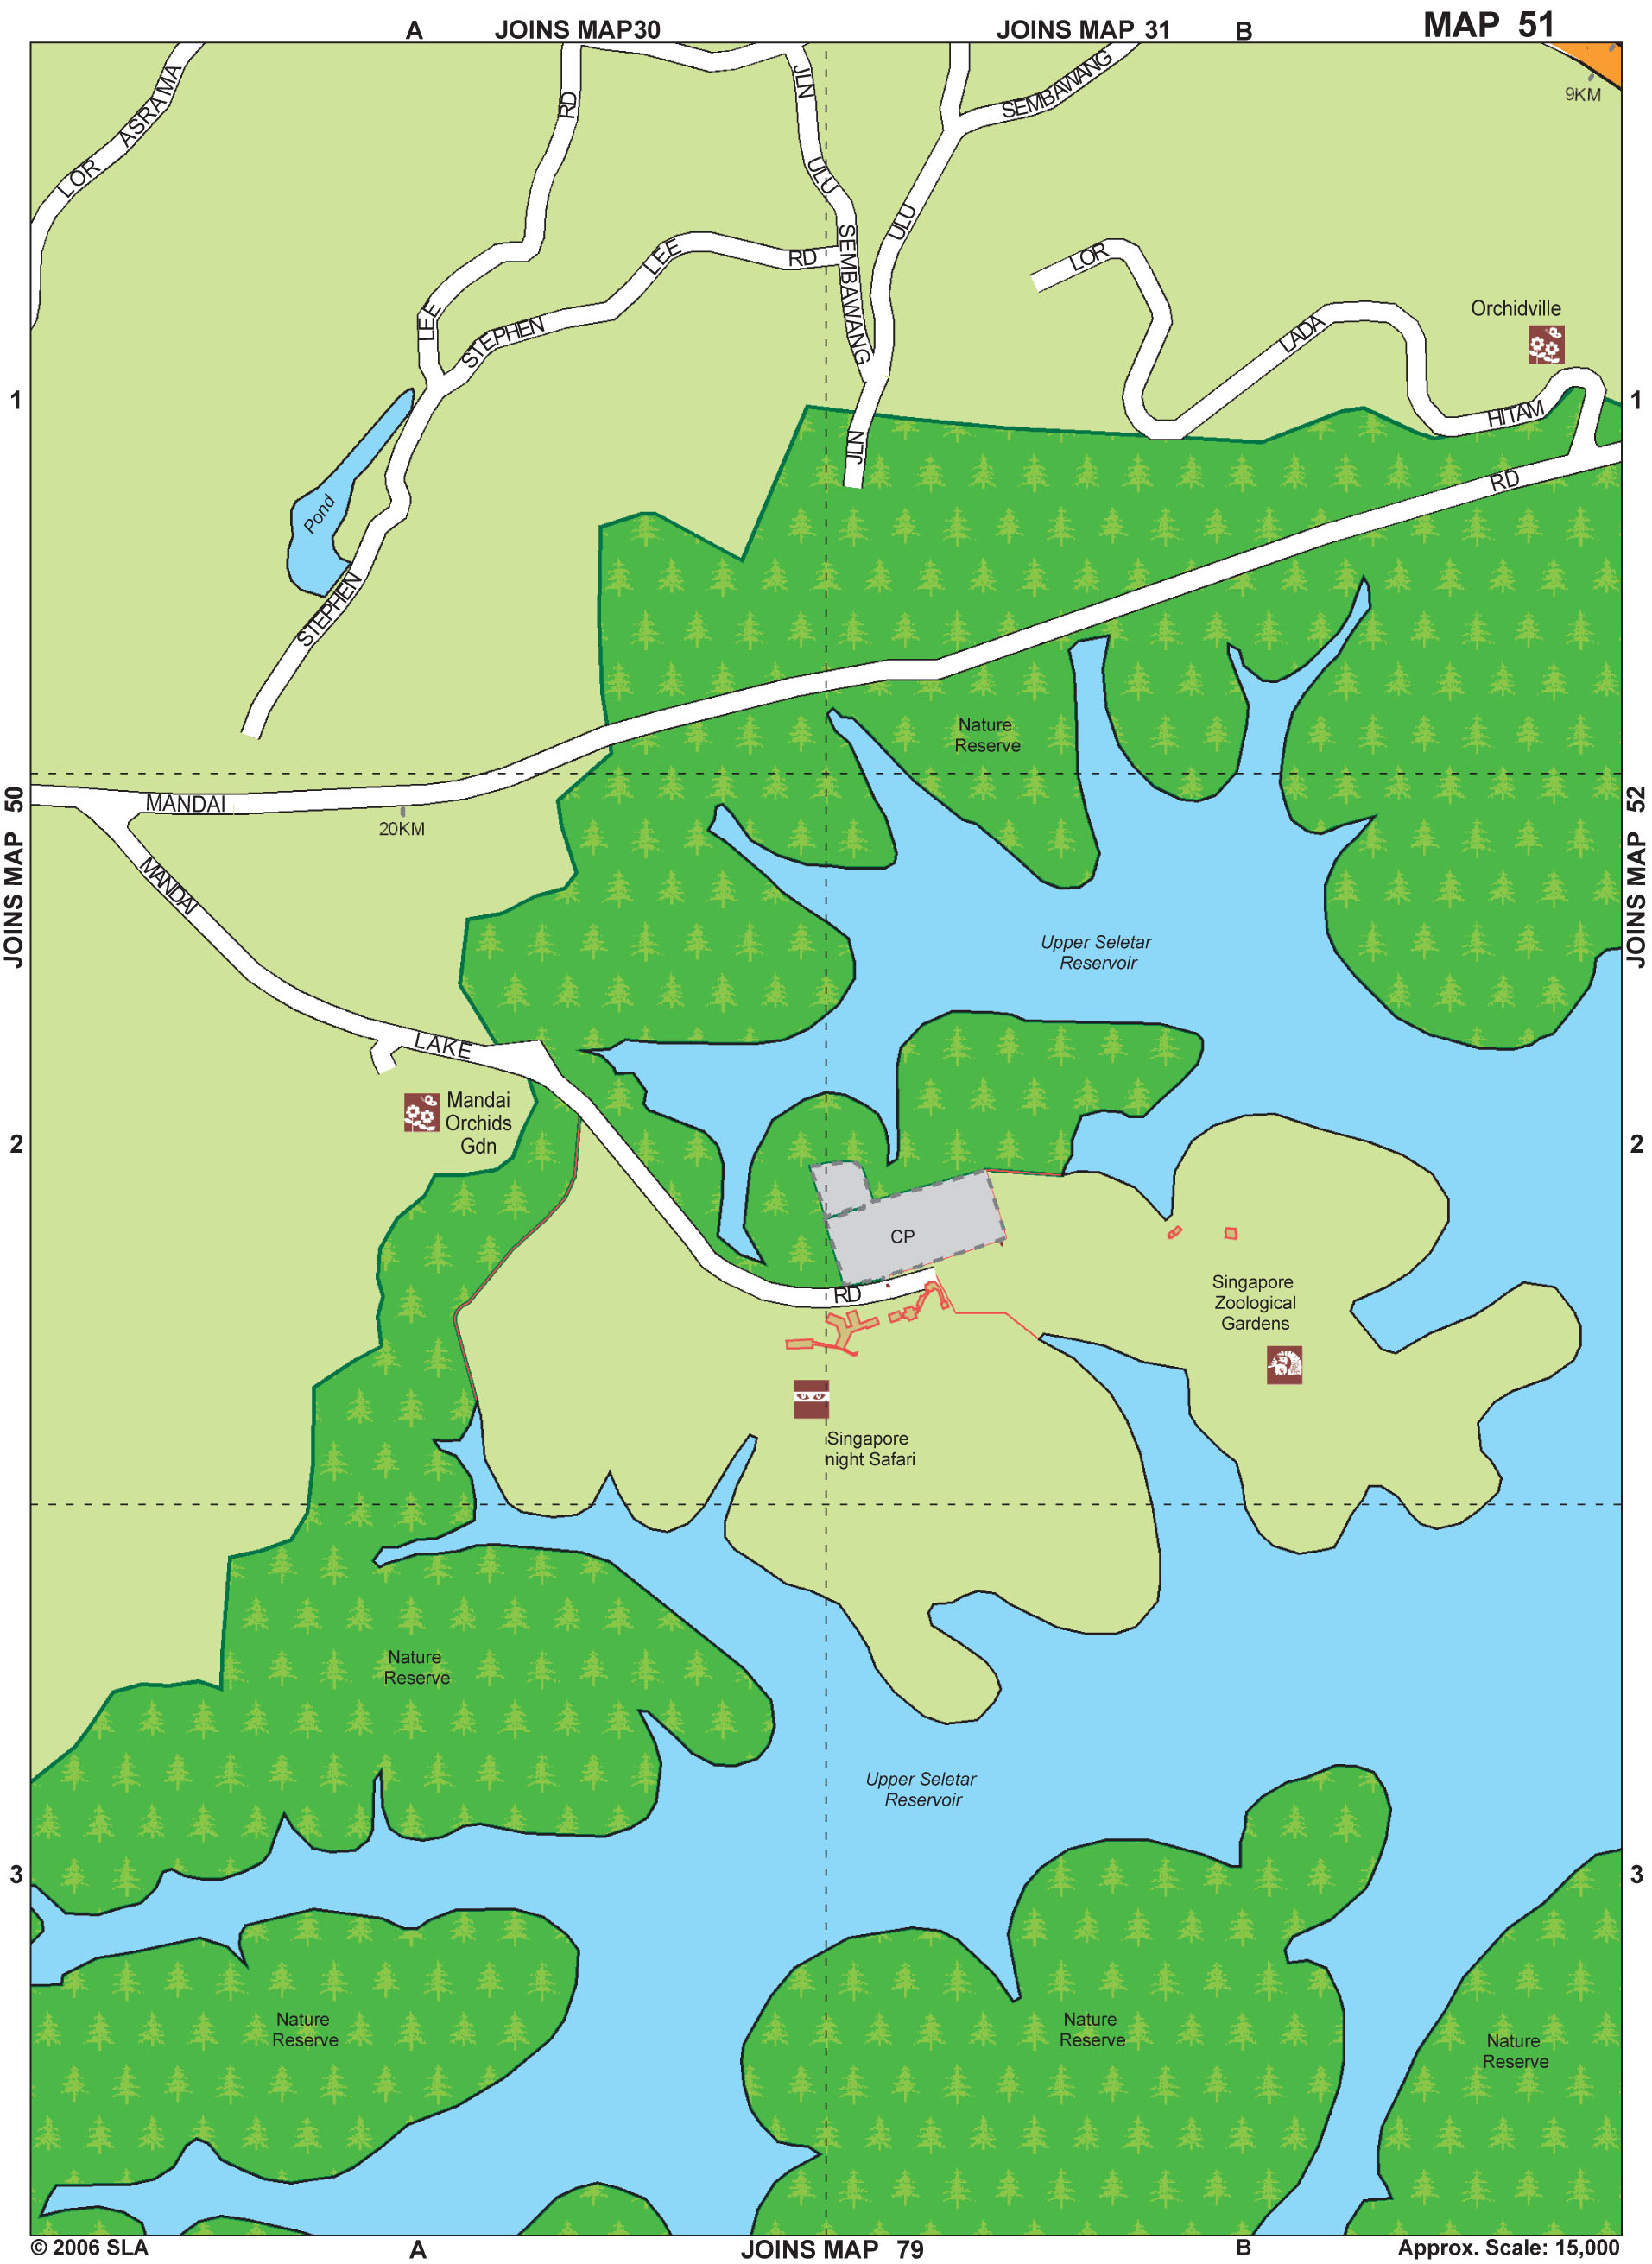 A JOINS MAP30 JOINS MAP 31 B MAP 51
9KM
LOR ASRAMA
RD
LEE
JLN ULU SEMBAWANG
SEMBAWANG
ULU
JLN
STEPHEN LEE RD
STEPHEN
LOR LADA HITAM
Orchidville
1
1
Pond
RD
Nature
Reserve
JOINS MAP 50
JOINS MAP 52
MANDAI
20KM
MANDAI
LAKE
Upper Seletar
Reservoir
Mandai
Orchids
Gdn
2
2
CP
RD
Singapore
Zoological
Gardens
Singapore
night Safari
Nature
Reserve
Upper Seletar
Reservoir
3
3
Nature
Reserve
Nature
Reserve
Nature
Reserve
© 2006 SLA A JOINS MAP 79 B Approx. Scale: 15,000